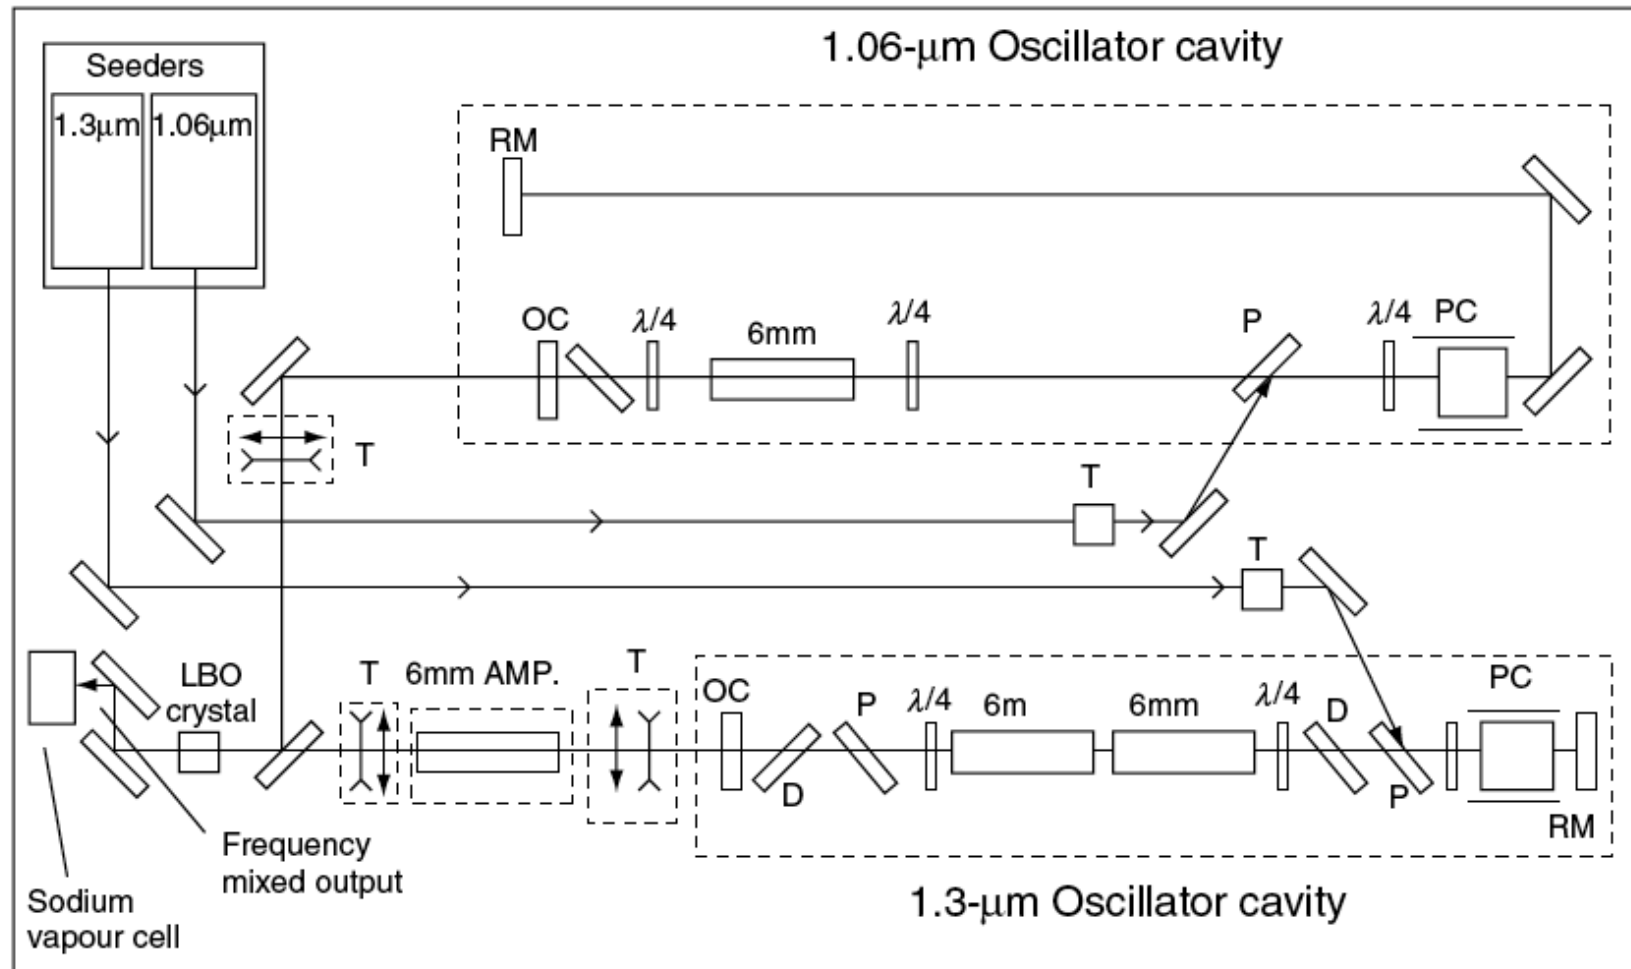 1.06-μm Oscillator cavity
Seeders
1.3μm
1.06μm
RM
OC
λ/4
6mm
λ/4
P
λ/4
PC
T
T
T
LBO
crystal
T
6mm AMP.
T
OC
P
λ/4
6m
6mm
λ/4
D
PC
D
P
RM
Frequency
mixed output
Sodium
vapour cell
1.3-μm Oscillator cavity